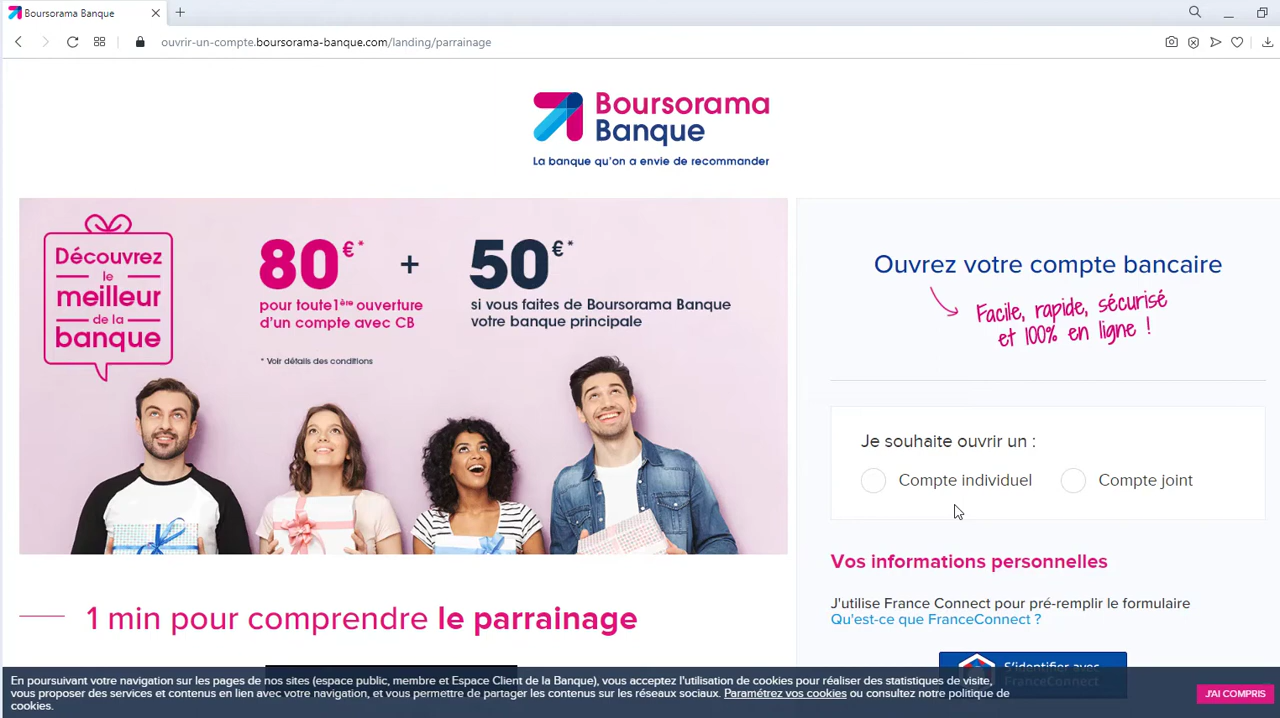 Boursorama Banque
ouvrir-un-compte.boursorama-banque.com/landing/parrainage
Boursorama
Banque
La banque qu'on a envie de recommander
Découvrez
le
meilleur
de la
banque
80€* + 50€*
pour toute 1ère ouverture
d'un compte avec CB
si vous faites de Boursorama Banque
votre banque principale
* Voir détails des conditions
Ouvrez votre compte bancaire
Facile, rapide, sécurisé
et 100% en ligne !
Je souhaite ouvrir un :
Compte individuel
Compte joint
Vos informations personnelles
J'utilise France Connect pour pré-remplir le formulaire
Qu'est-ce que FranceConnect ?
S'identifier avec
FranceConnect
1 min pour comprendre le parrainage
En poursuivant votre navigation sur les pages de nos sites (espace public, membre et Espace Client de la Banque), vous acceptez l'utilisation de cookies pour réaliser des statistiques de visite,
vous proposer des services et contenus en lien avec votre navigation, et vous permettre de partager les contenus sur les réseaux sociaux. Paramétrez vos cookies ou consultez notre politique de
cookies.
J'AI COMPRIS